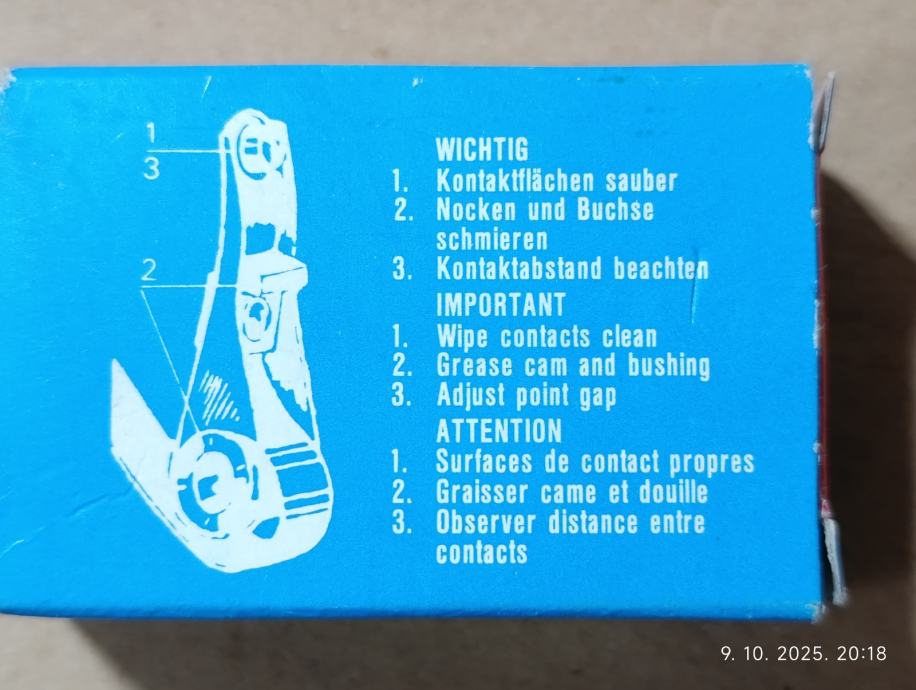 1
3
2
WICHTIG
1. Kontaktflächen sauber
2. Nocken und Buchse
schmieren
3. Kontaktabstand beachten
IMPORTANT
1. Wipe contacts clean
2. Grease cam and bushing
3. Adjust point gap
ATTENTION
1. Surfaces de contact propres
2. Graisser came et douille
3. Observer distance entre
contacts
9. 10. 2025. 20:18